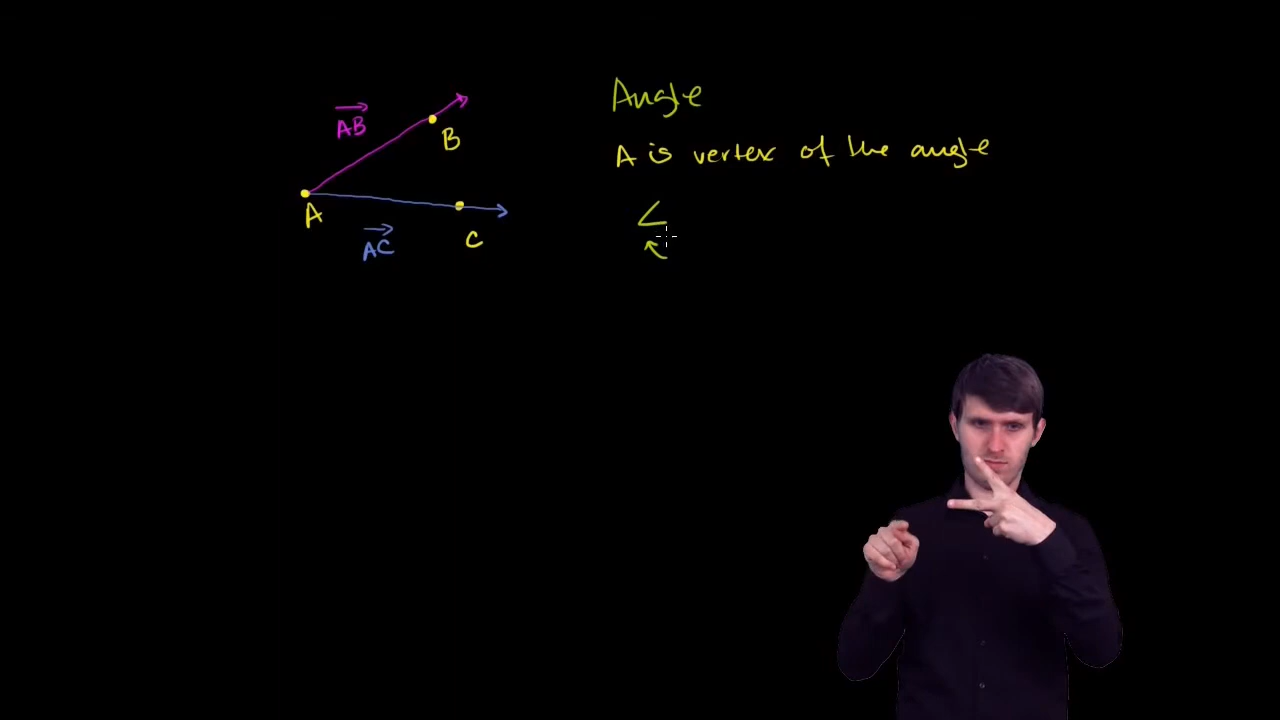 Angle
AB
B
A is vertex of the angle
A
C
AC
∠